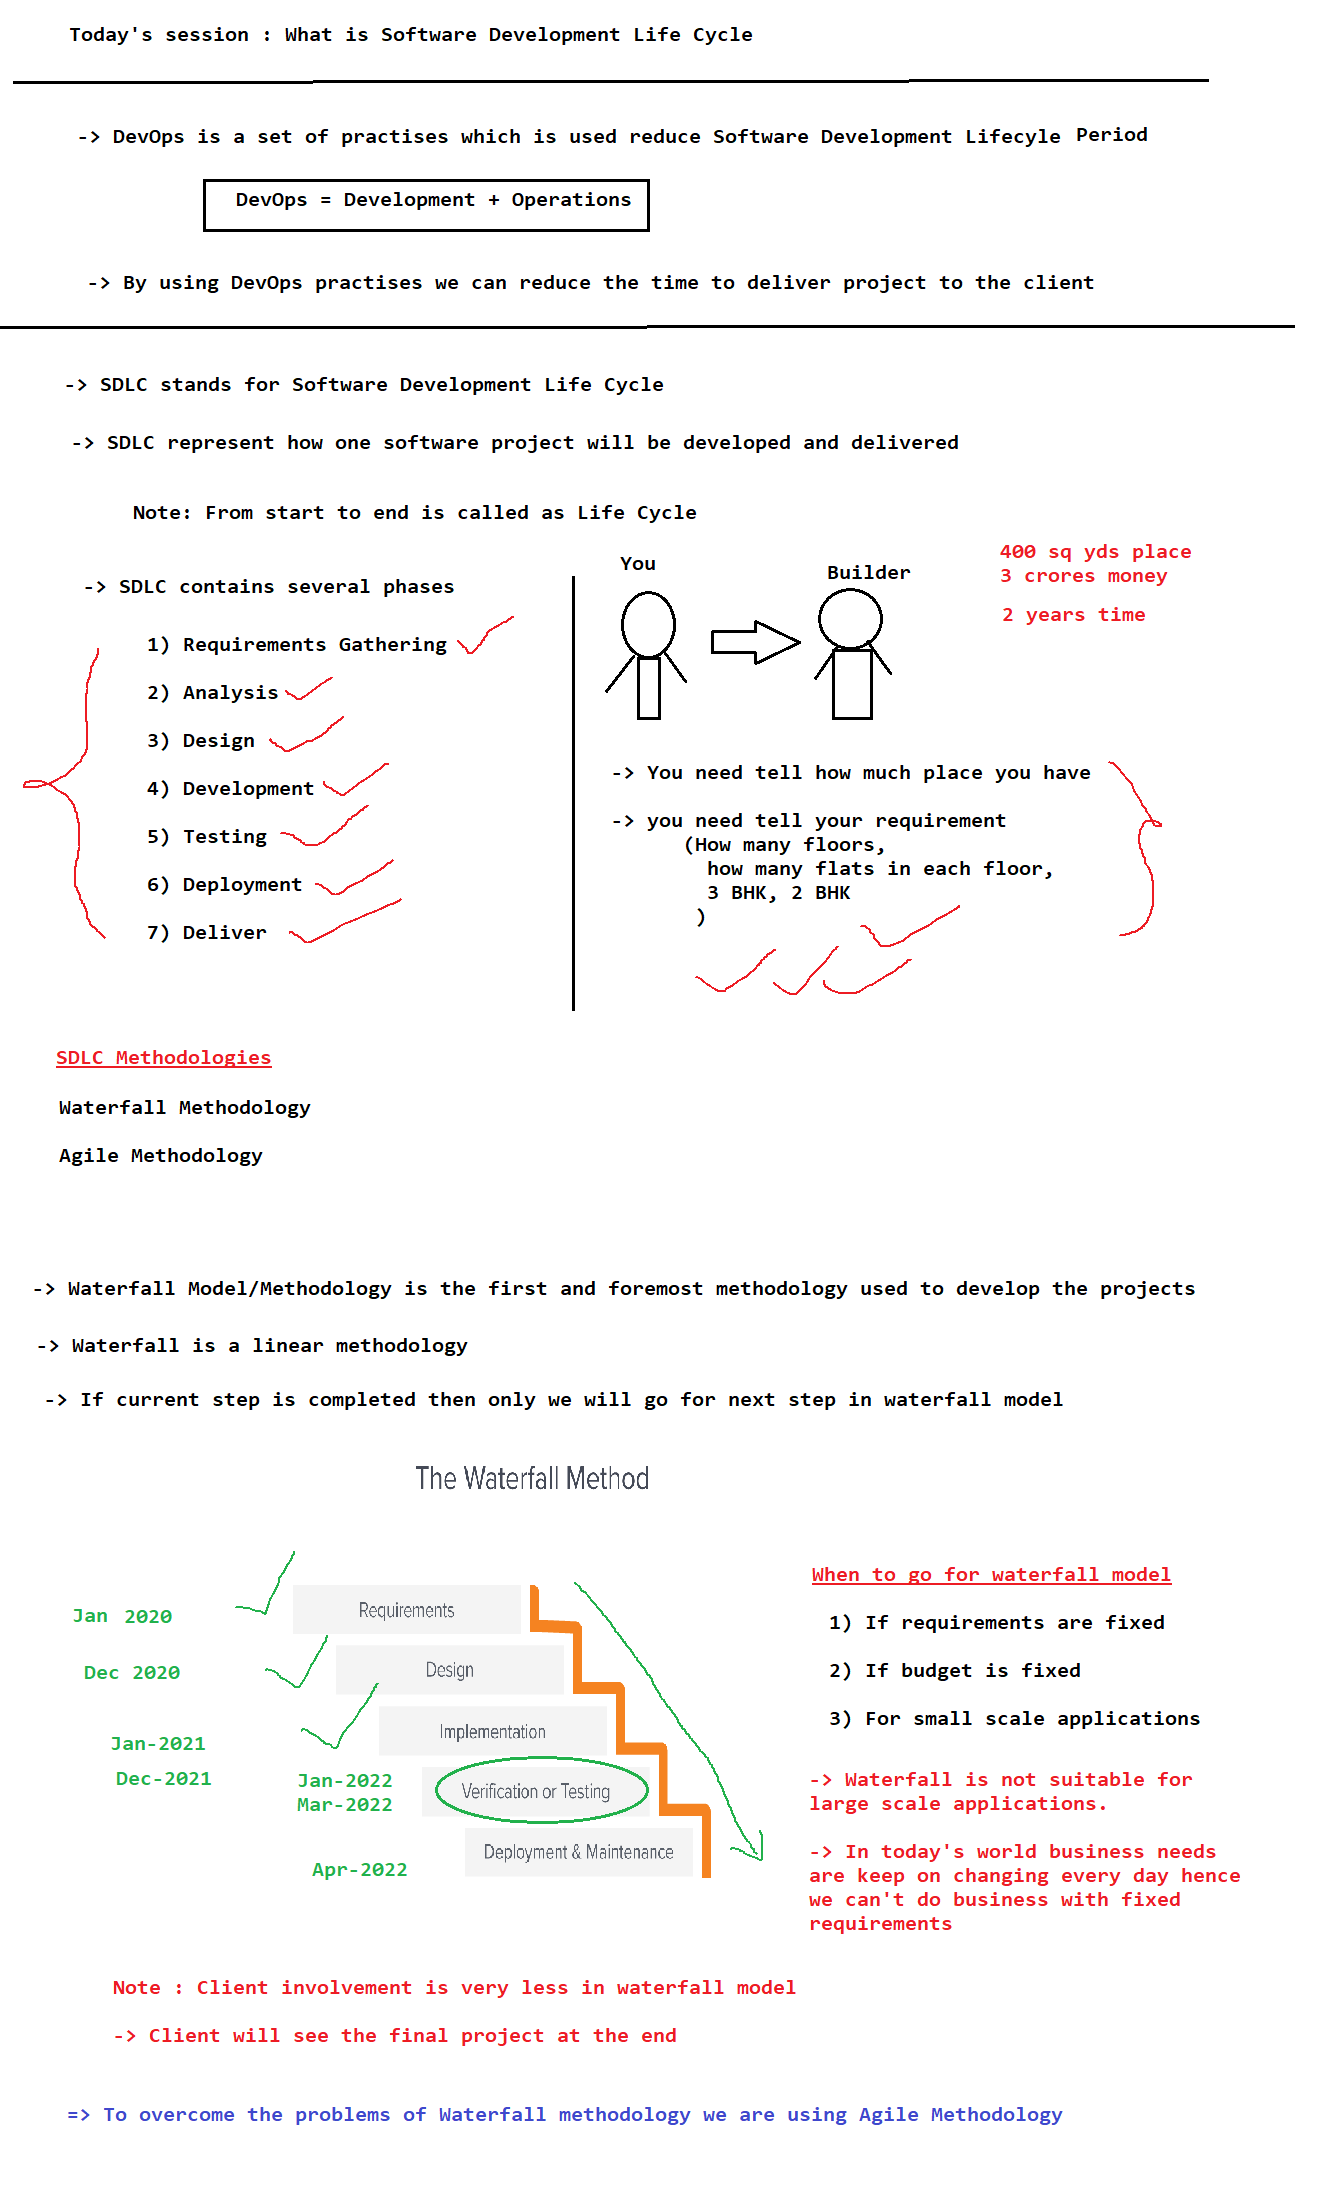 Today's session : What is Software Development Life Cycle
-> DevOps is a set of practises which is used reduce Software Development Lifecyle Period
DevOps = Development + Operations
-> By using DevOps practises we can reduce the time to deliver project to the client
-> SDLC stands for Software Development Life Cycle
-> SDLC represent how one software project will be developed and delivered
Note: From start to end is called as Life Cycle
-> SDLC contains several phases
1) Requirements Gathering
2) Analysis
3) Design
4) Development
5) Testing
6) Deployment
7) Deliver
You
Builder
400 sq yds place
3 crores money
2 years time
-> You need tell how much place you have
-> you need tell your requirement
(How many floors,
how many flats in each floor,
3 BHK, 2 BHK
)
SDLC Methodologies
Waterfall Methodology
Agile Methodology
-> Waterfall Model/Methodology is the first and foremost methodology used to develop the projects
-> Waterfall is a linear methodology
-> If current step is completed then only we will go for next step in waterfall model
The Waterfall Method
Jan 2020
Requirements
Dec 2020
Design
Jan-2021
Implementation
Dec-2021
Jan-2022
Mar-2022
Verification or Testing
Apr-2022
Deployment & Maintenance
When to go for waterfall model
1) If requirements are fixed
2) If budget is fixed
3) For small scale applications
-> Waterfall is not suitable for
large scale applications.
-> In today's world business needs
are keep on changing every day hence
we can't do business with fixed
requirements
Note : Client involvement is very less in waterfall model
-> Client will see the final project at the end
=> To overcome the problems of Waterfall methodology we are using Agile Methodology